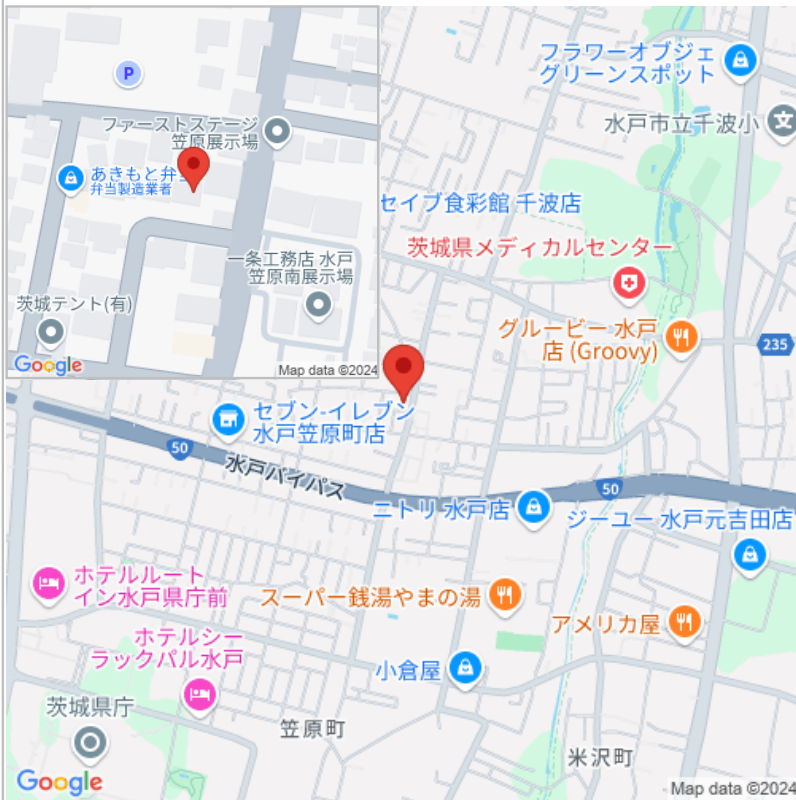 P
ファーストステージ
笠原展示場
あきもと弁当
弁当製造業者
一条工務店 水戸
笠原南展示場
茨城テント(有)
Google
Map data ©2024
フラワーオブジェ
グリーンスポット
水戸市立千波小
文
セイブ食彩館 千波店
茨城県メディカルセンター
グルービー 水戸
店 (Groovy)
235
セブン-イレブン
水戸笠原町店
50
水戸バイパス
50
ニトリ 水戸店
ジーユー 水戸元吉田店
ホテルルート
イン水戸県庁前
スーパー銭湯やまの湯
アメリカ屋
ホテルシー
ラックパル水戸
小倉屋
茨城県庁
笠原町
米沢町
Google
Map data ©2024